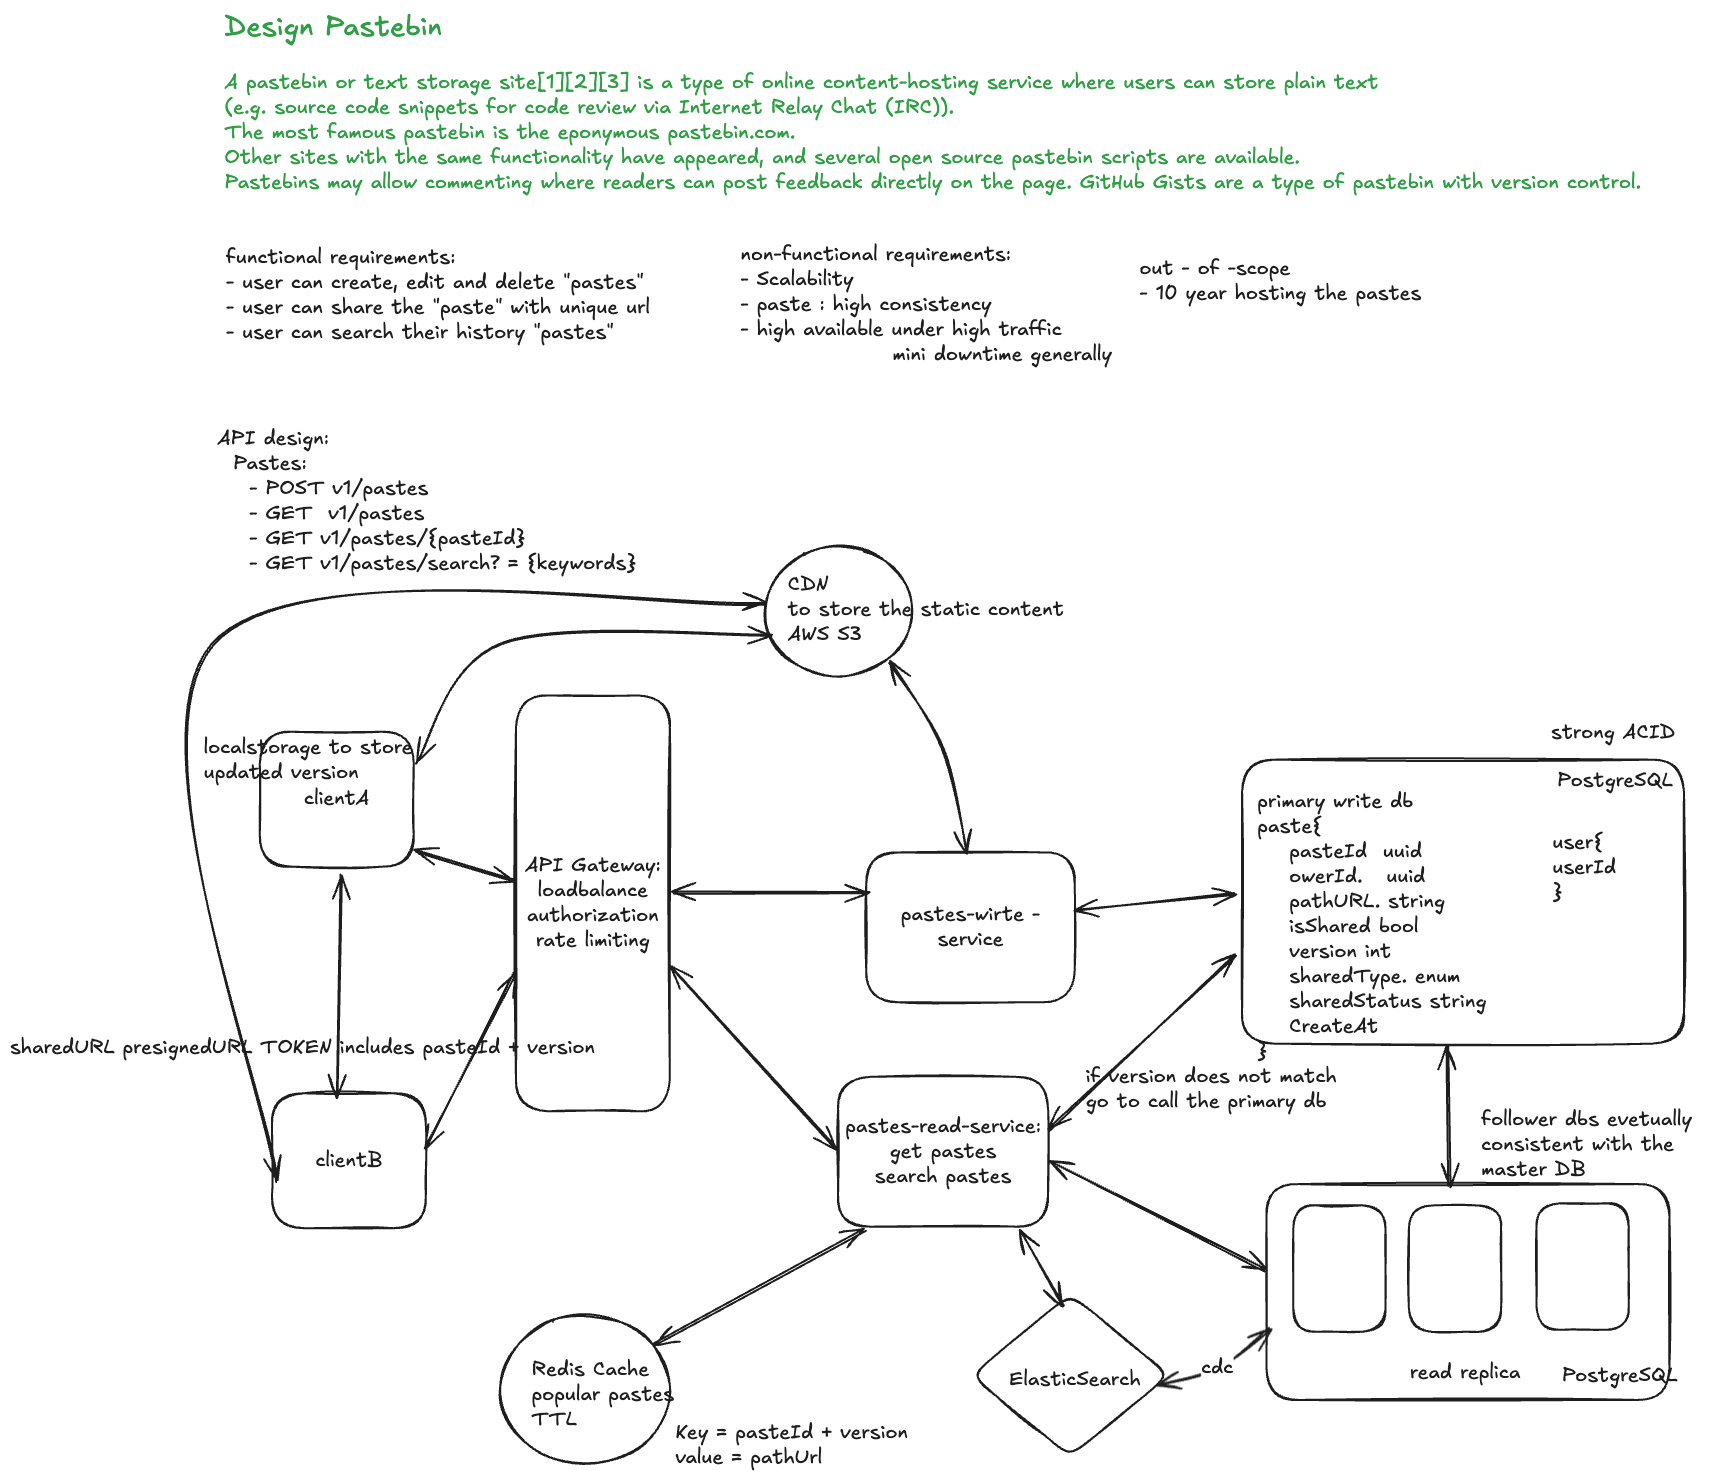 Design Pastebin
A pastebin or text storage site[1][2][3] is a type of online content-hosting service where users can store plain text
(e.g. source code snippets for code review via Internet Relay Chat (IRC)).
The most famous pastebin is the eponymous pastebin.com.
Other sites with the same functionality have appeared, and several open source pastebin scripts are available.
Pastebins may allow commenting where readers can post feedback directly on the page. GitHub Gists are a type of pastebin with version control.
functional requirements:
- user can create, edit and delete "pastes"
- user can share the "paste" with unique url
- user can search their history "pastes"
non-functional requirements:
- Scalability
- paste : high consistency
- high available under high traffic
mini downtime generally
out - of -scope
- 10 year hosting the pastes
API design:
Pastes:
- POST v1/pastes
- GET v1/pastes
- GET v1/pastes/{pasteId}
- GET v1/pastes/search? = {keywords}
CDN
to store the static content
AWS S3
localstorage to store
updated version
clientA
API Gateway:
loadbalance
authorization
rate limiting
pastes-wirte -
service
strong ACID
PostgreSQL
primary write db
paste{
pasteId uuid
owerId. uuid
pathURL. string
isShared bool
version int
sharedType. enum
sharedStatus string
CreateAt
}
user{
userId
}
sharedURL presignedURL TOKEN includes pasteId + version
clientB
pastes-read-service:
get pastes
search pastes
if version does not match
go to call the primary db
follower dbs evetually
consistent with the
master DB
read replica
PostgreSQL
cdc
ElasticSearch
Redis Cache
popular pastes
TTL
Key = pasteId + version
value = pathUrl